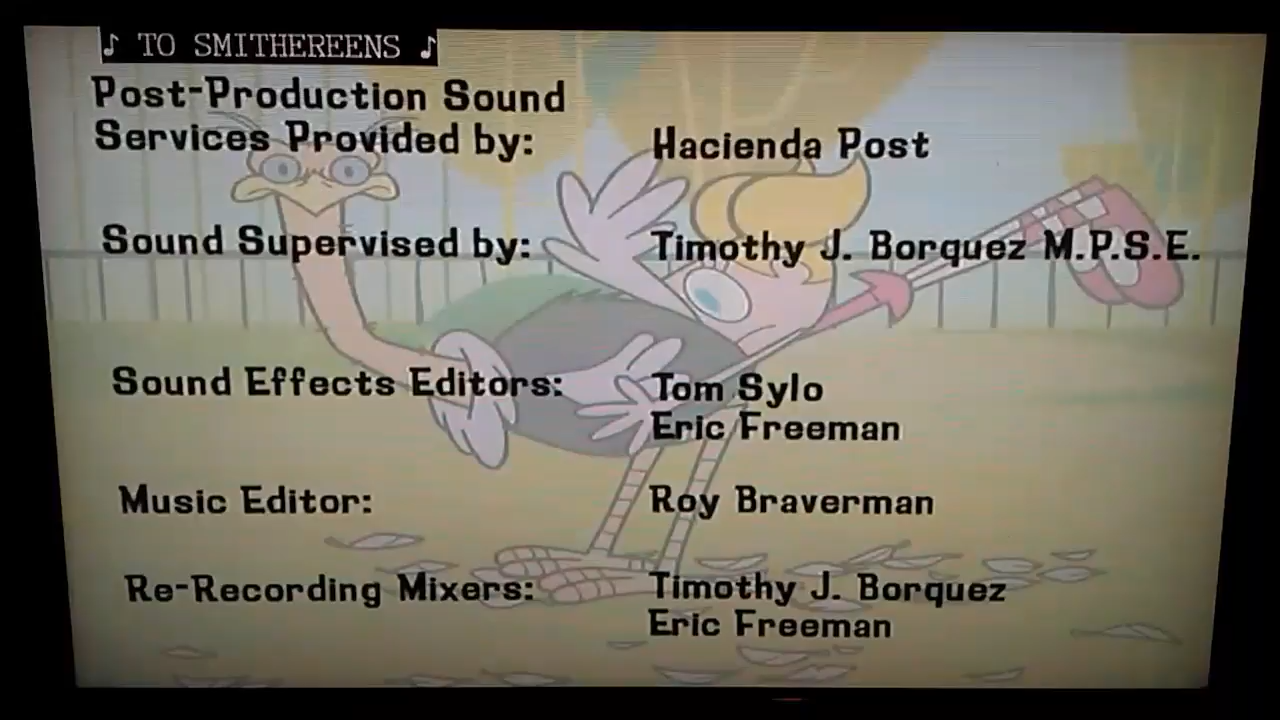 ♪ TO SMITHEREENS ♪
Post-Production Sound
Services Provided by: Hacienda Post
Sound Supervised by: Timothy J. Borquez M.P.S.E.
Sound Effects Editors: Tom Sylo
Eric Freeman
Music Editor: Roy Braverman
Re-Recording Mixers: Timothy J. Borquez
Eric Freeman